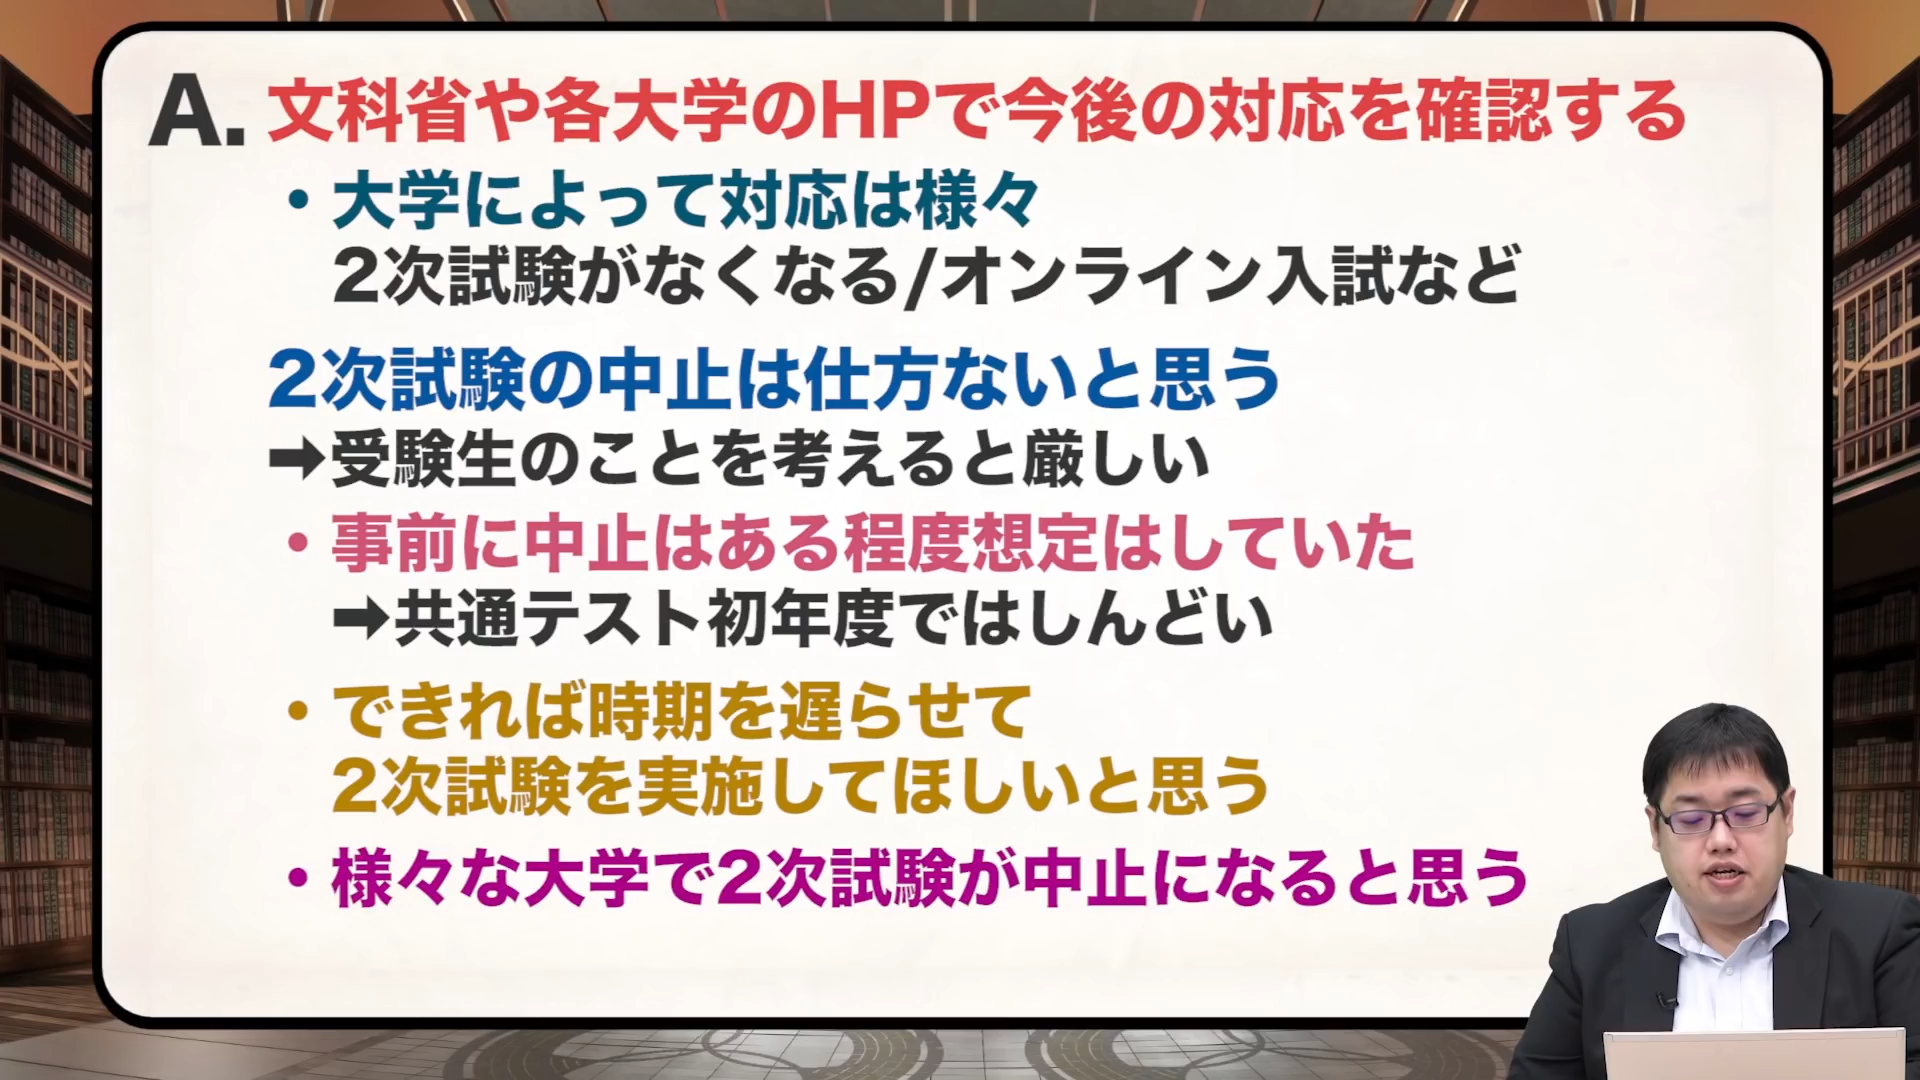 A. 文科省や各大学のHPで今後の対応を確認する
・大学によって対応は様々
2次試験がなくなる/オンライン入試など
2次試験の中止は仕方ないと思う
➡受験生のことを考えると厳しい
・事前に中止はある程度想定はしていた
➡共通テスト初年度ではしんどい
・できれば時期を遅らせて
2次試験を実施してほしいと思う
・様々な大学で2次試験が中止になると思う